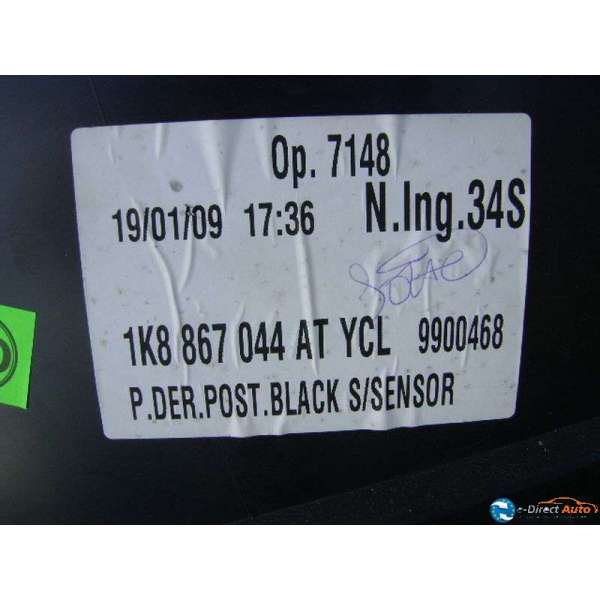 Op. 7148
19/01/09 17:36 N.Ing.34S
1K8 867 044 AT YCL 9900468
P.DER.POST.BLACK S/SENSOR
e-Direct Auto